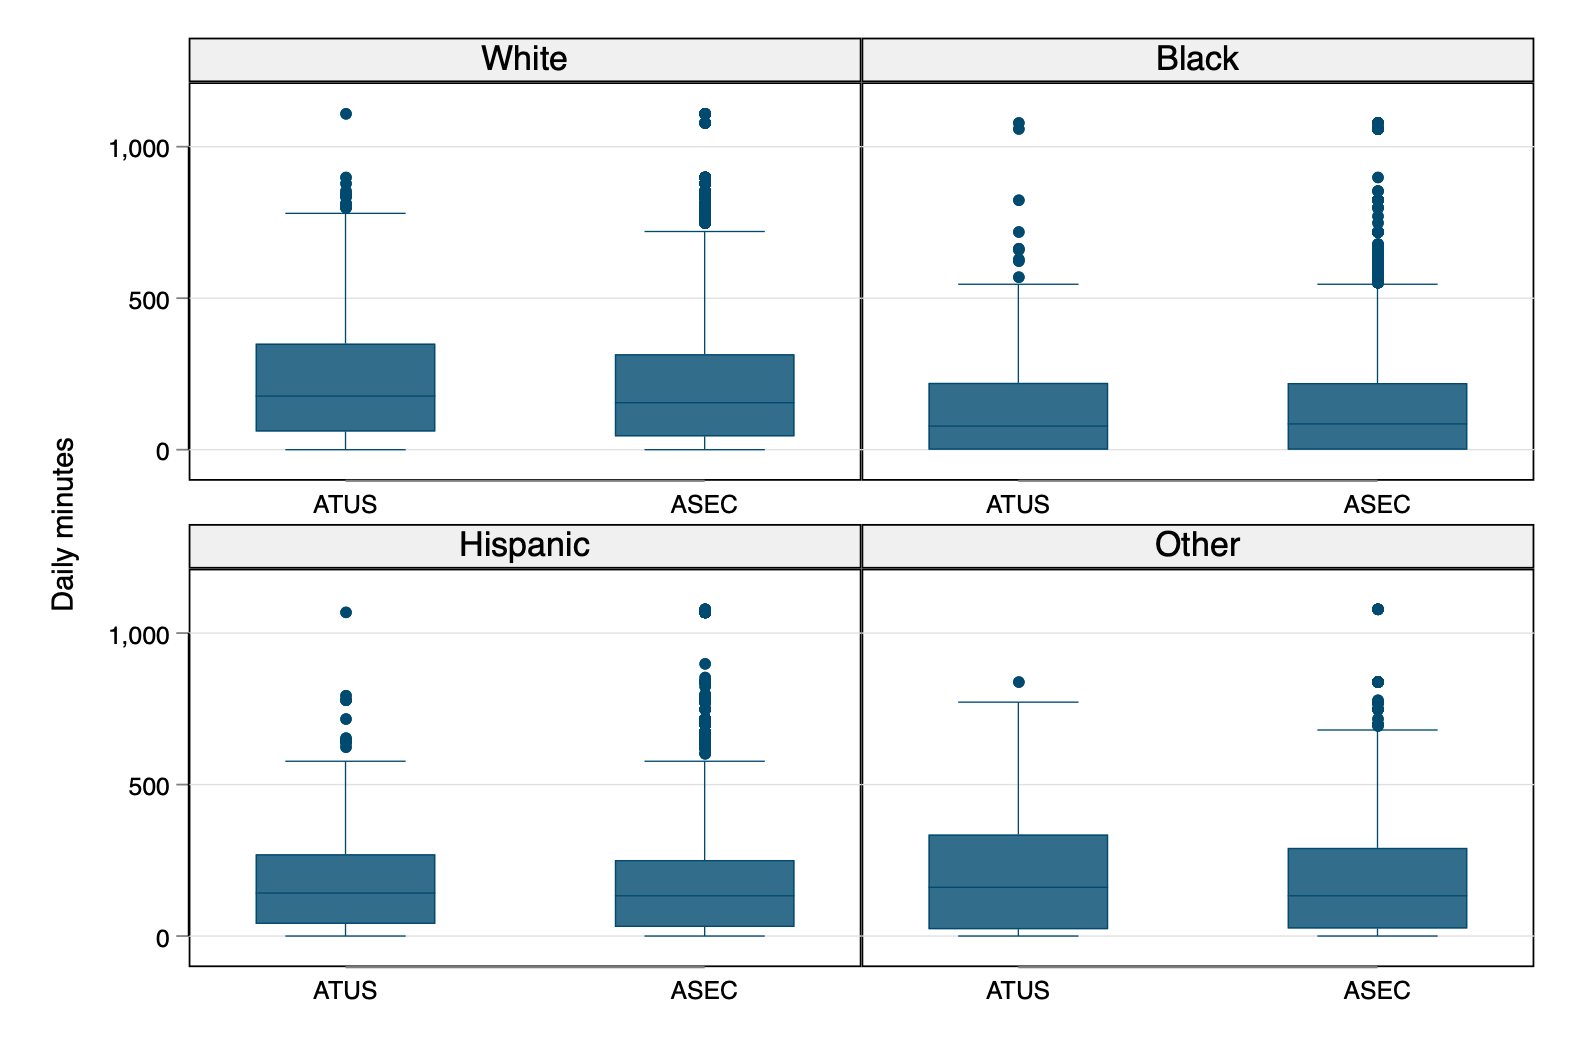 White
Black
Daily minutes
1,000
500
0
ATUS
ASEC
ATUS
ASEC
Hispanic
Other
1,000
500
0
ATUS
ASEC
ATUS
ASEC